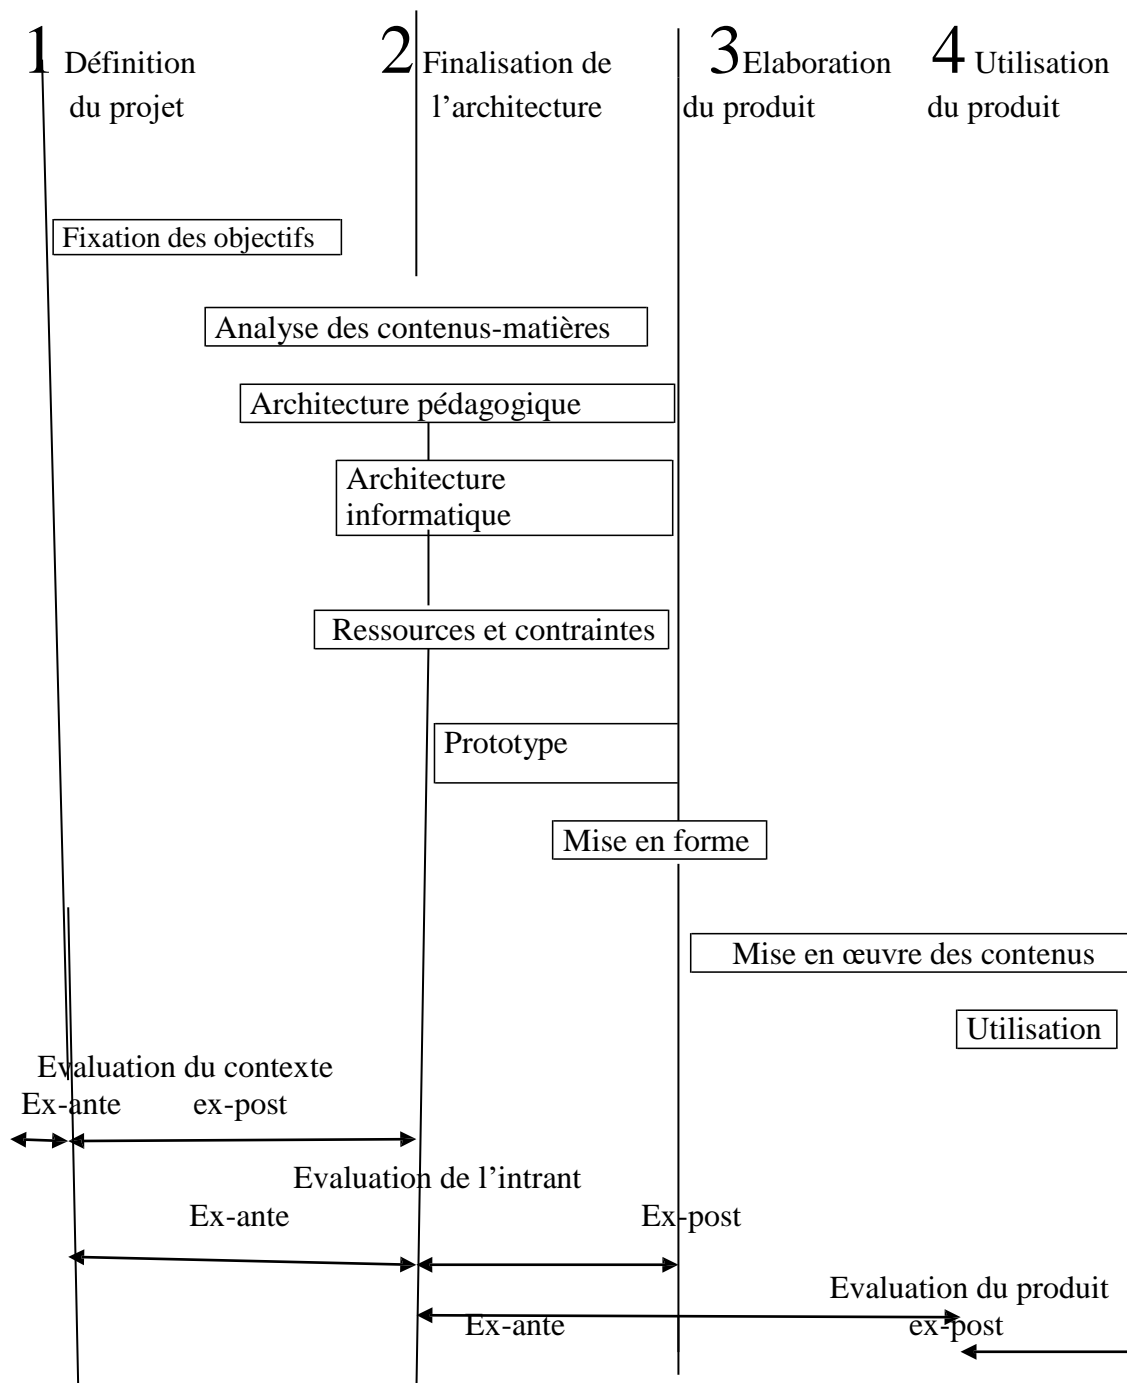 1 Définition
du projet
2 Finalisation de
l’architecture
3 Elaboration
du produit
4 Utilisation
du produit
Fixation des objectifs
Analyse des contenus-matières
Architecture pédagogique
Architecture
informatique
Ressources et contraintes
Prototype
Mise en forme
Mise en œuvre des contenus
Utilisation
Evaluation du contexte
Ex-ante ex-post
Evaluation de l’intrant
Ex-ante Ex-post
Evaluation du produit
Ex-ante ex-post